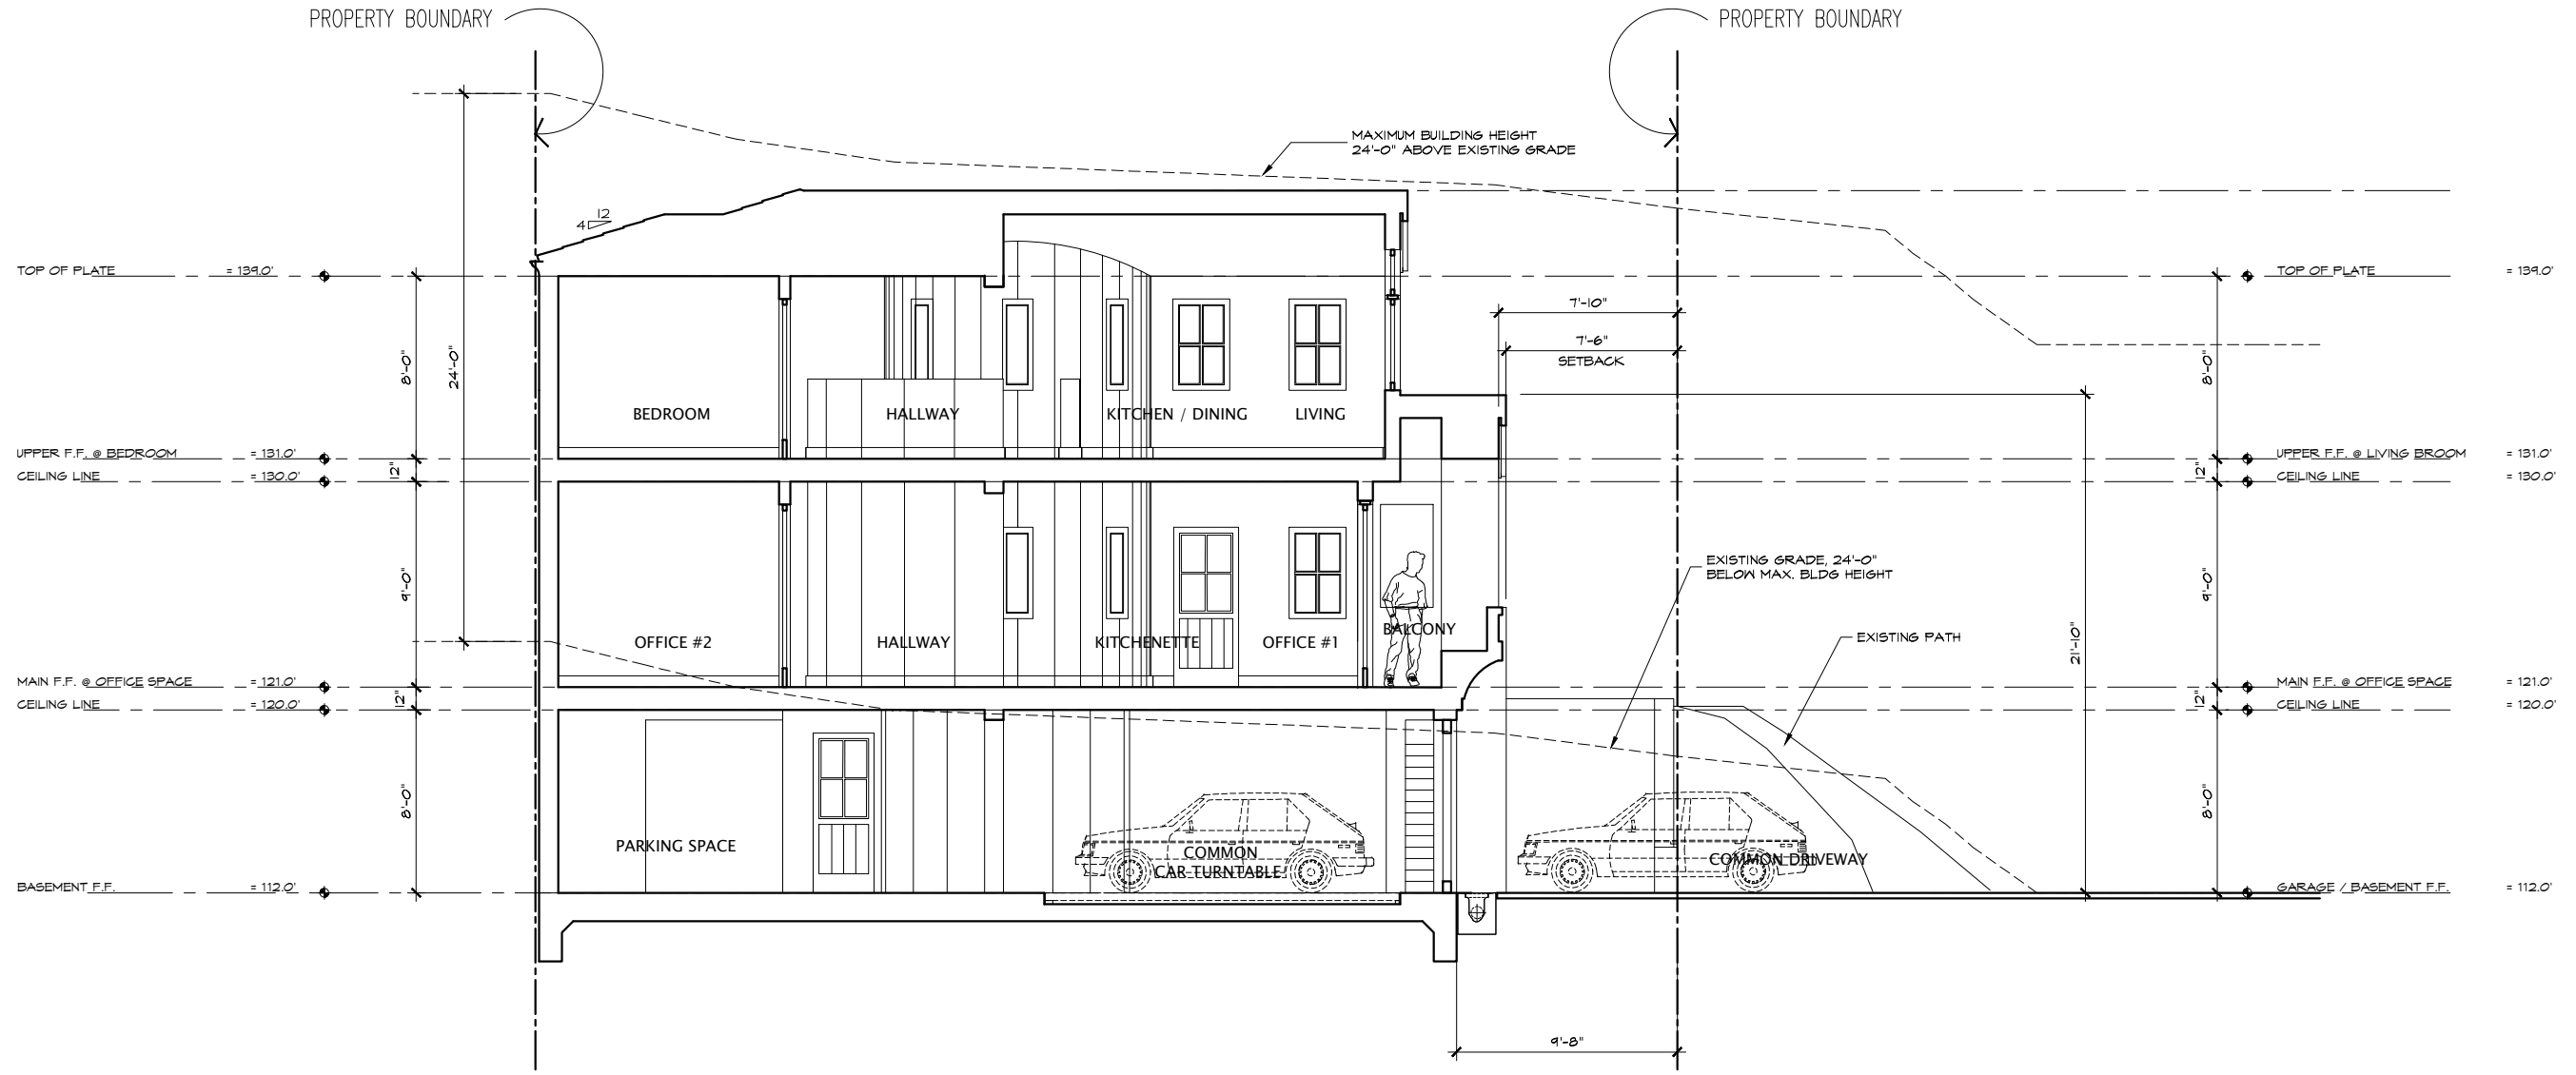 PROPERTY BOUNDARY
PROPERTY BOUNDARY
MAXIMUM BUILDING HEIGHT
24'-0" ABOVE EXISTING GRADE
12
4
TOP OF PLATE = 139.0'
TOP OF PLATE = 139.0'
7'-10"
7'-6"
SETBACK
8'-0"
24'-0"
8'-0"
BEDROOM
HALLWAY
KITCHEN / DINING
LIVING
UPPER F.F. @ BEDROOM = 131.0'
UPPER F.F. @ LIVING BROOM = 131.0'
12"
12"
CEILING LINE = 130.0'
CEILING LINE = 130.0'
EXISTING GRADE, 24'-0"
BELOW MAX. BLDG HEIGHT
9'-0"
9'-0"
EXISTING PATH
21'-10"
OFFICE #2
HALLWAY
KITCHENETTE
OFFICE #1
BALCONY
MAIN F.F. @ OFFICE SPACE = 121.0'
MAIN F.F. @ OFFICE SPACE = 121.0'
12"
12"
CEILING LINE = 120.0'
CEILING LINE = 120.0'
8'-0"
8'-0"
PARKING SPACE
COMMON
CAR TURNTABLE
COMMON DRIVEWAY
BASEMENT F.F. = 112.0'
GARAGE / BASEMENT F.F. = 112.0'
9'-8"